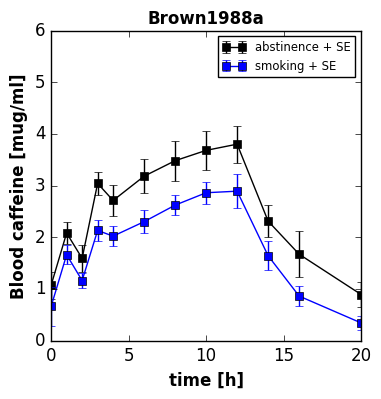 Brown1988a
abstinence + SE
smoking + SE
Blood caffeine [mug/ml]
6
5
4
3
2
1
0
0 5 10 15 20
time [h]